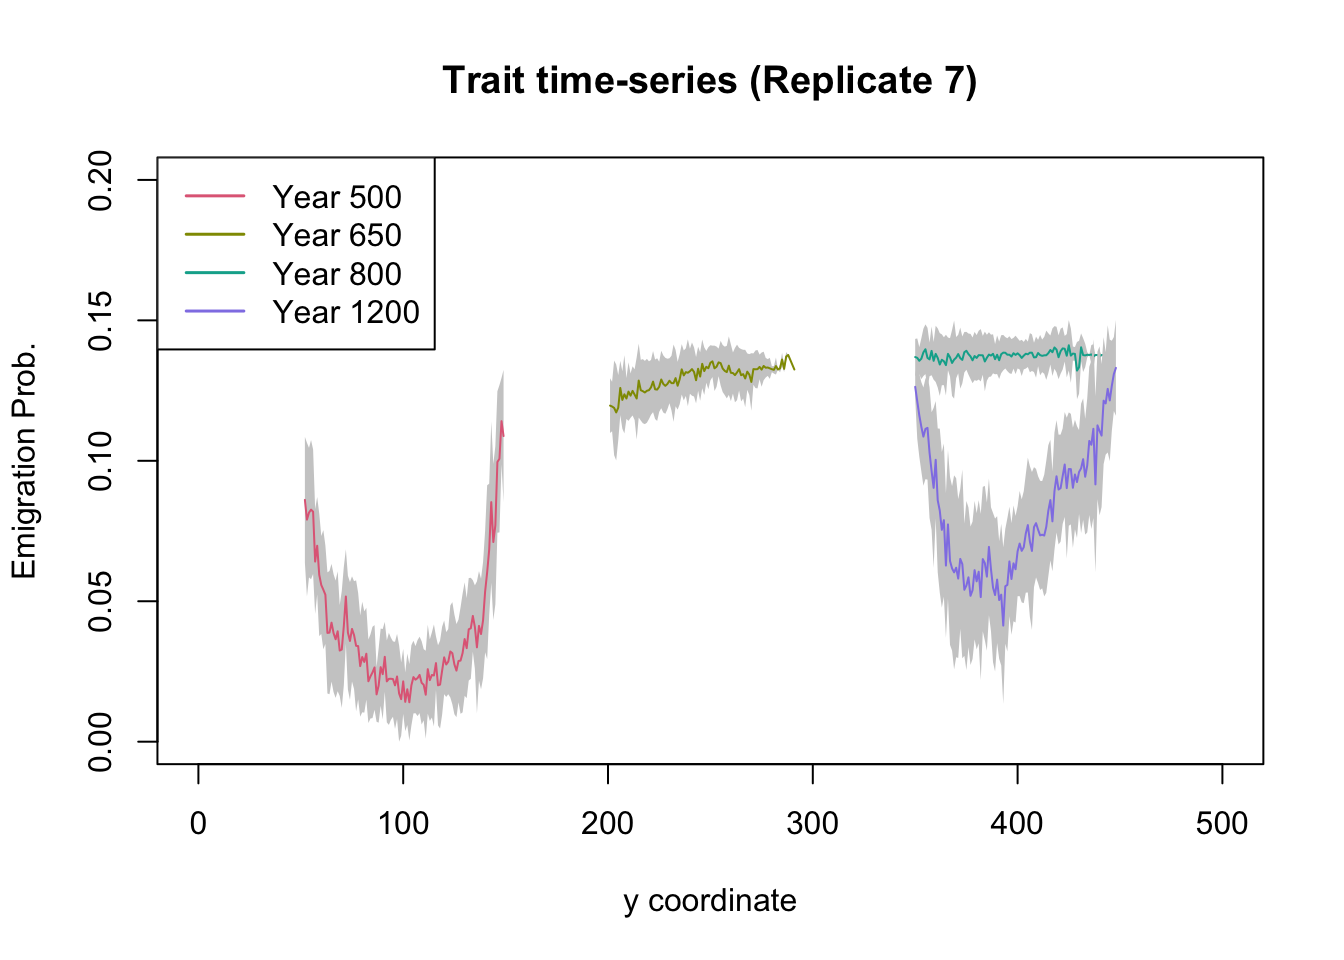 Trait time-series (Replicate 7)
Year 500
Year 650
Year 800
Year 1200
Emigration Prob.
0.20
0.15
0.10
0.05
0.00
0 100 200 300 400 500
y coordinate